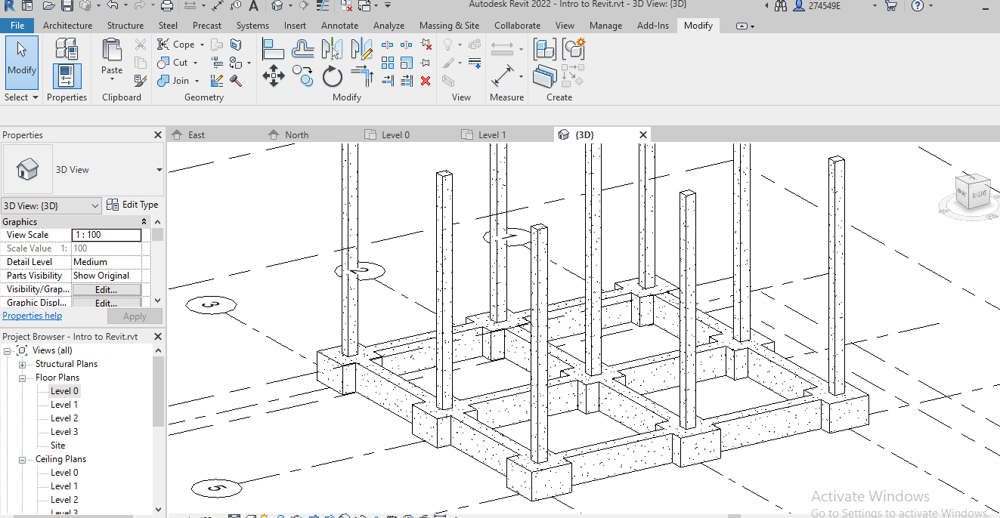 Autodesk Revit 2022 - Intro to Revit.rvt - 3D View: {3D}
274549E
File Architecture Structure Steel Precast Systems Insert Annotate Analyze Massing & Site Collaborate View Manage Add-Ins Modify
Modify
Paste
Cope
Cut
Join
Select Properties Clipboard Geometry Modify View Measure Create
Properties
East North Level 0 Level 1 {3D}
3D View
3D View: {3D} Edit Type
Graphics
View Scale 1 : 100
Scale Value 1: 100
Detail Level Medium
Parts Visibility Show Original
Visibility/Grap... Edit...
Graphic Displ... Edit...
Properties help Apply
Project Browser - Intro to Revit.rvt
Views (all)
Structural Plans
Floor Plans
Level 0
Level 1
Level 2
Level 3
Site
Ceiling Plans
Level 0
Level 1
Level 2
Level 3
1
2
3
5
RIGHT
Activate Windows
Go to Settings to activate Windows.